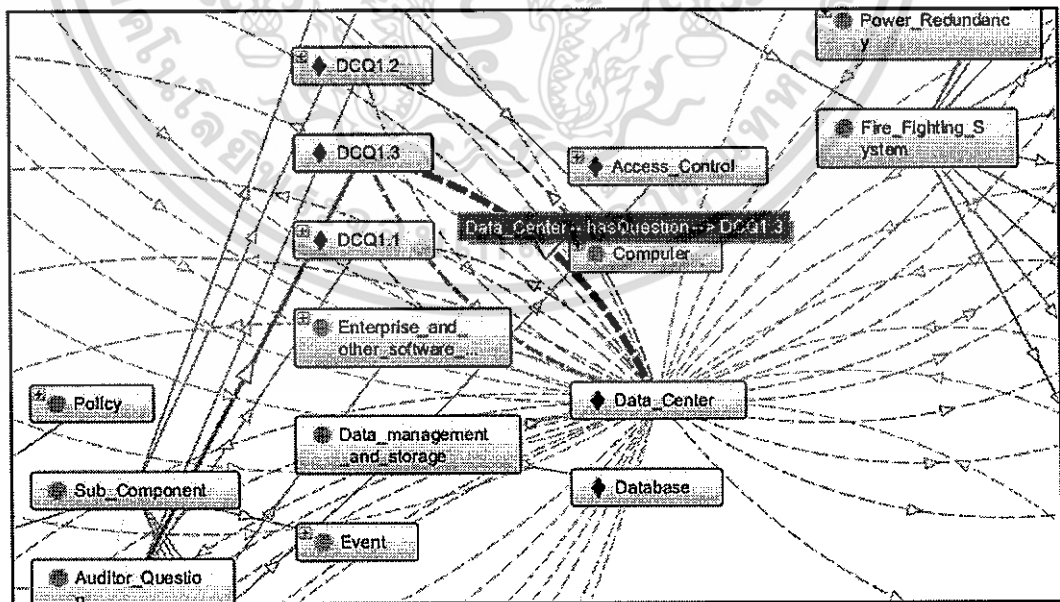 Power_Redundanc
y
DCQ1.2
Fire_Fighting_S
ystem
DCQ1.3
Access_Control
Data_Center -- hasQuestion --> DCQ1.3
DCQ1.1
Computer
Enterprise_and_
other_software_...
Data_Center
Policy
Data_management
_and_storage
Sub_Component
Database
Event
Auditor_Questio
n